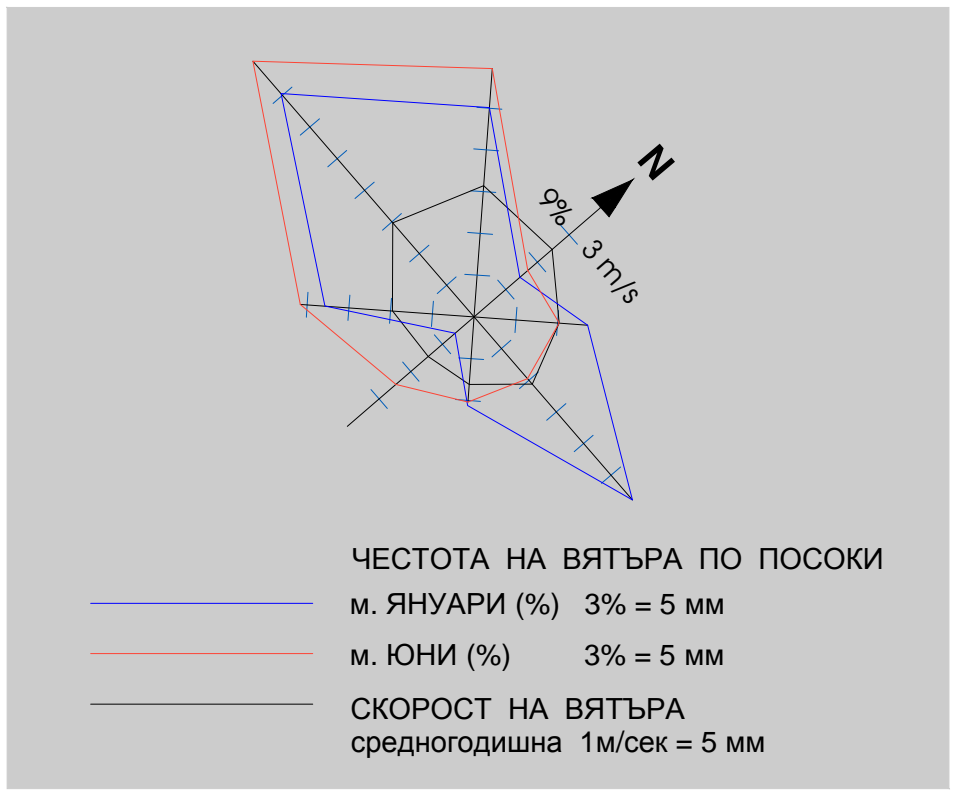 N
9%
3 m/s
ЧЕСТОТА НА ВЯТЪРА ПО ПОСОКИ
м. ЯНУАРИ (%) 3% = 5 мм
м. ЮНИ (%) 3% = 5 мм
СКОРОСТ НА ВЯТЪРА
средногодишна 1м/сек = 5 мм